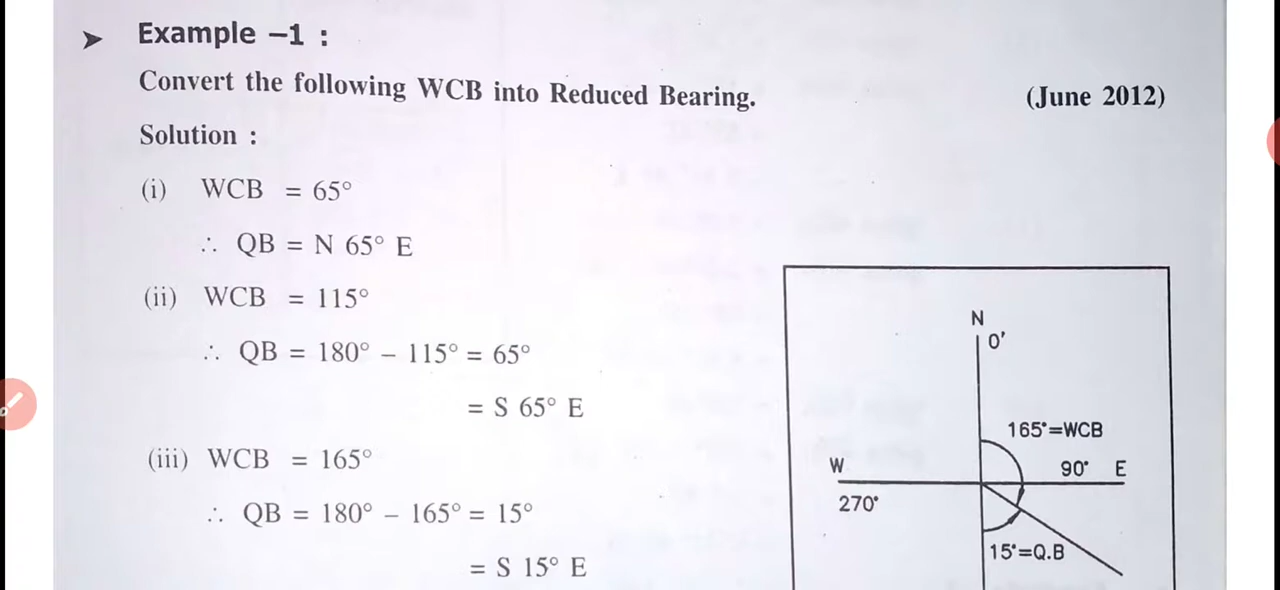 ➤ Example –1 :
Convert the following WCB into Reduced Bearing. (June 2012)
Solution :
(i) WCB = 65°
∴ QB = N 65° E
(ii) WCB = 115°
∴ QB = 180° – 115° = 65°
= S 65° E
(iii) WCB = 165°
∴ QB = 180° – 165° = 15°
= S 15° E
N
0'
165°=WCB
W
90° E
270°
15°=Q.B